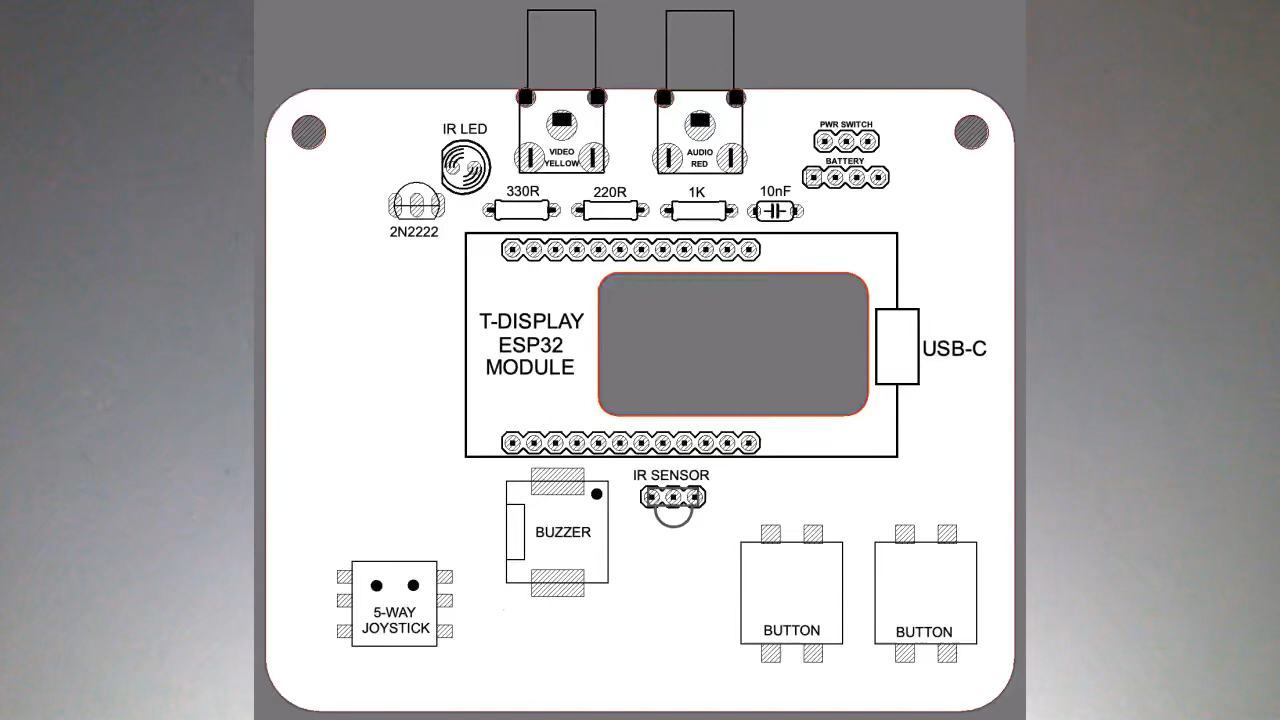 IR LED
VIDEO
YELLOW
AUDIO
RED
PWR SWITCH
BATTERY
330R
220R
1K
10nF
2N2222
T-DISPLAY
ESP32
MODULE
USB-C
IR SENSOR
BUZZER
5-WAY
JOYSTICK
BUTTON
BUTTON